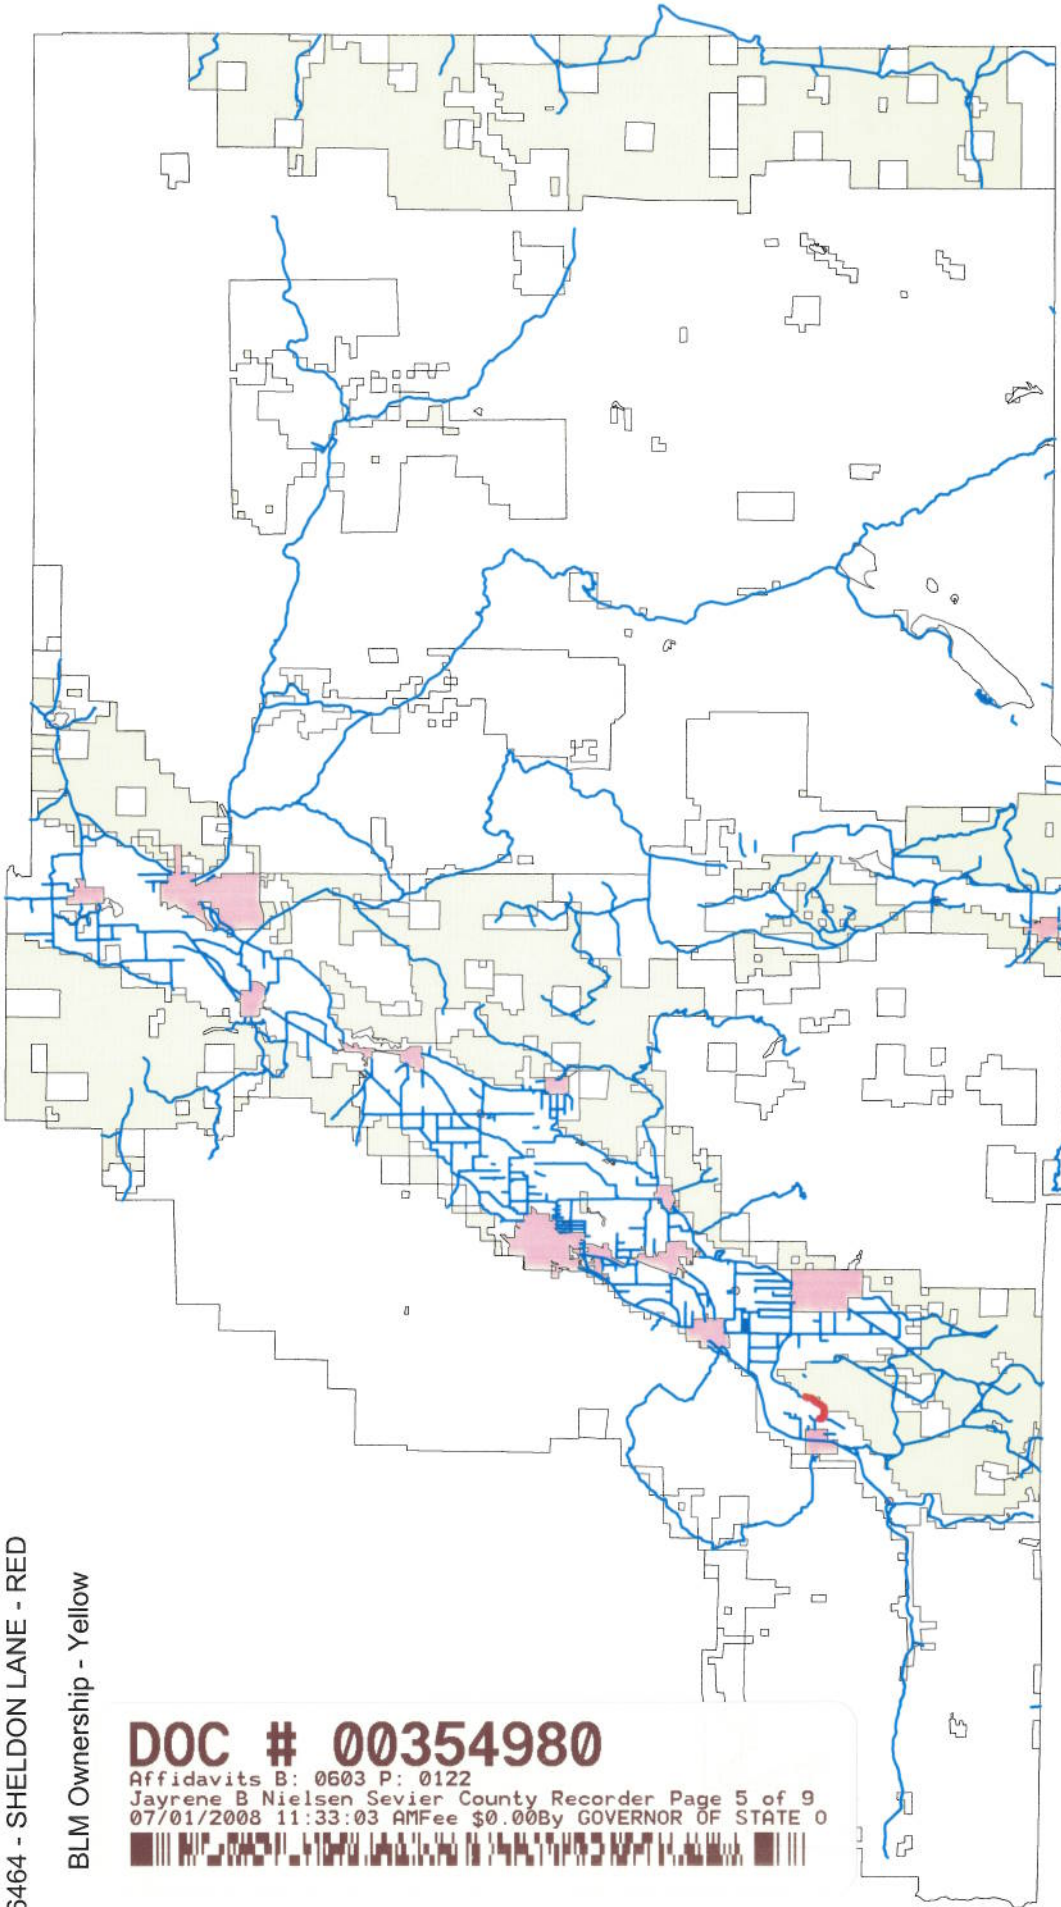 6464 - SHELDON LANE - RED
BLM Ownership - Yellow
DOC # 00354980
Affidavits B: 0603 P: 0122
Jayrene B Nielsen Sevier County Recorder Page 5 of 9
07/01/2008 11:33:03 AMFee $0.00By GOVERNOR OF STATE O